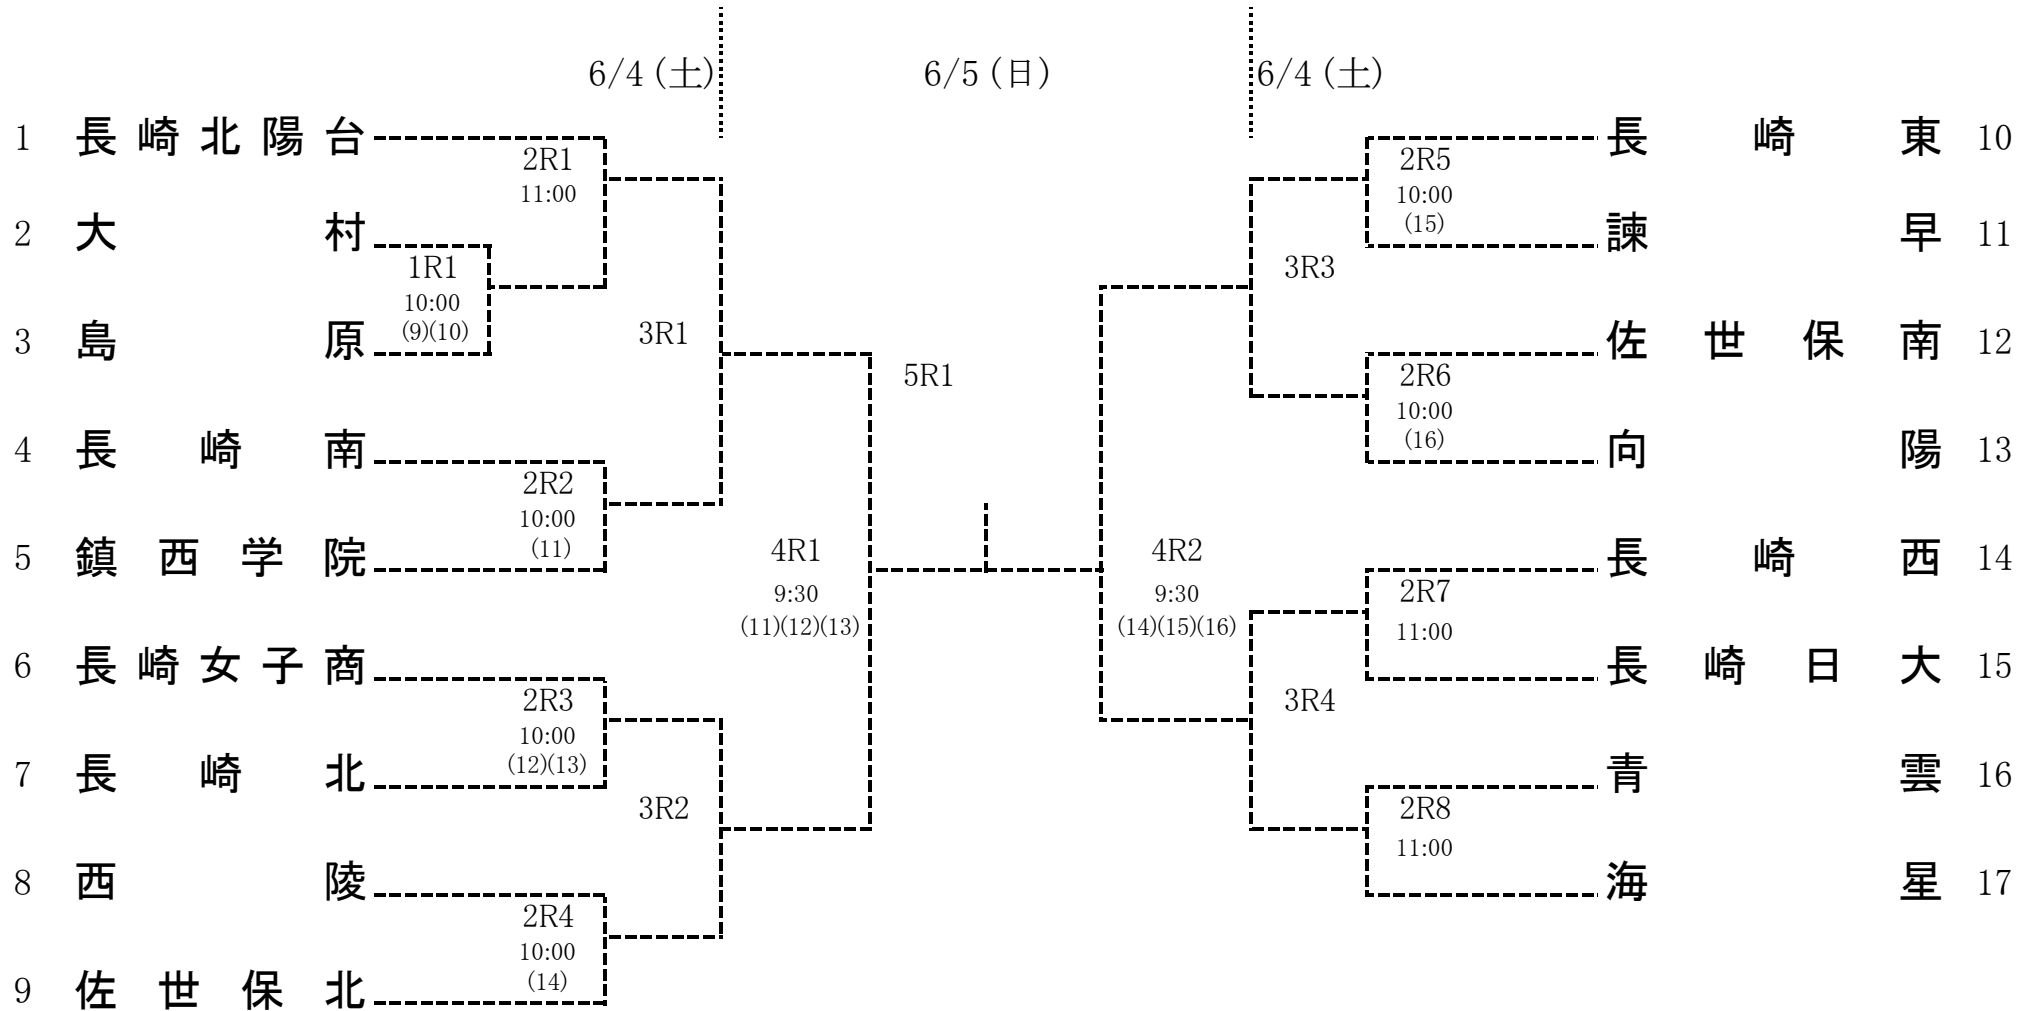 6/4(土) 6/5(日) 6/4(土)
1 長崎北陽台
2R1
11:00
2 大村
1R1
10:00
(9)(10)
3 島原
3R1
4 長崎南
2R2
10:00
(11)
5 鎮西学院
6 長崎女子商
2R3
10:00
(12)(13)
7 長崎北
3R2
8 西陵
2R4
10:00
(14)
9 佐世保北
4R1
9:30
(11)(12)(13)
5R1
4R2
9:30
(14)(15)(16)
長崎東 10
2R5
10:00
(15)
諫早 11
3R3
佐世保南 12
2R6
10:00
(16)
向陽 13
長崎西 14
2R7
11:00
長崎日大 15
3R4
青雲 16
2R8
11:00
海星 17